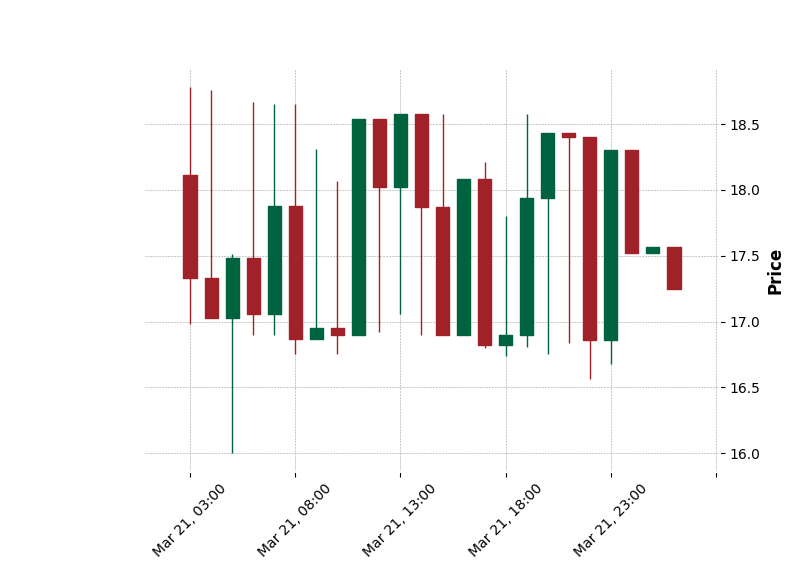 18.5
18.0
17.5
17.0
16.5
16.0
Price
Mar 21, 03:00
Mar 21, 08:00
Mar 21, 13:00
Mar 21, 18:00
Mar 21, 23:00